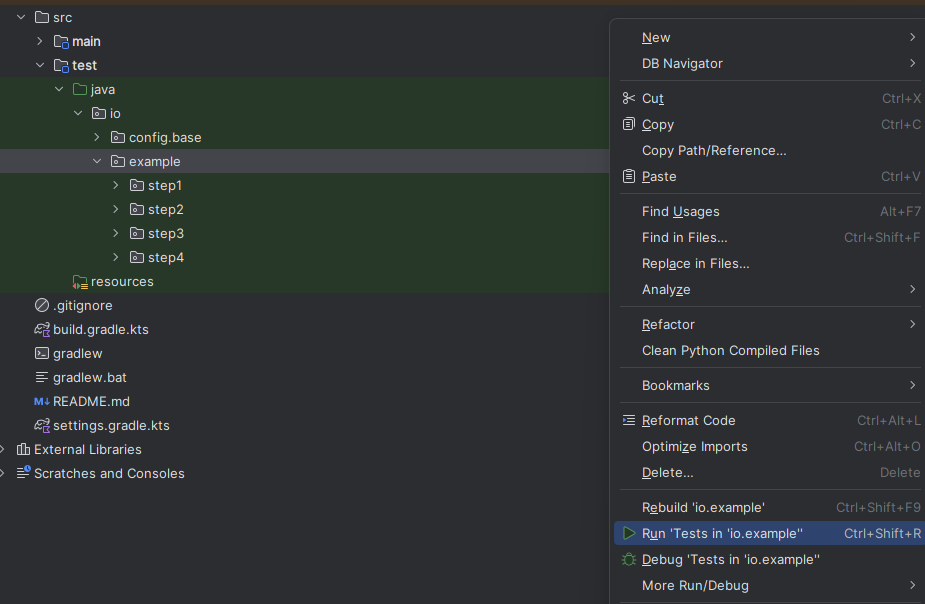 src
main
test
java
io
config.base
example
step1
step2
step3
step4
resources
.gitignore
build.gradle.kts
gradlew
gradlew.bat
M↓ README.md
settings.gradle.kts
External Libraries
Scratches and Consoles
New
DB Navigator
Cut Ctrl+X
Copy Ctrl+C
Copy Path/Reference...
Paste Ctrl+V
Find Usages Alt+F7
Find in Files... Ctrl+Shift+F
Replace in Files...
Analyze
Refactor
Clean Python Compiled Files
Bookmarks
Reformat Code Ctrl+Alt+L
Optimize Imports Ctrl+Alt+O
Delete... Delete
Rebuild 'io.example' Ctrl+Shift+F9
Run 'Tests in 'io.example'' Ctrl+Shift+R
Debug 'Tests in 'io.example''
More Run/Debug